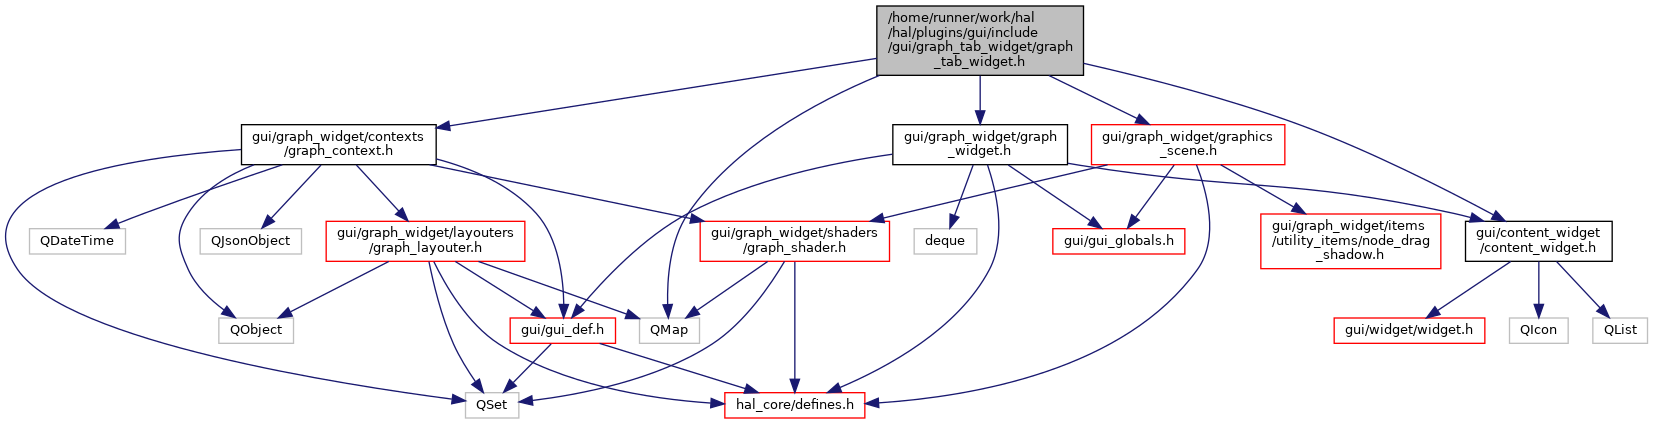 /home/runner/work/hal
/hal/plugins/gui/include
/gui/graph_tab_widget/graph
_tab_widget.h
gui/graph_widget/contexts
/graph_context.h
gui/graph_widget/graph
_widget.h
gui/graph_widget/graphics
_scene.h
QDateTime
QJsonObject
gui/graph_widget/layouters
/graph_layouter.h
gui/graph_widget/shaders
/graph_shader.h
deque
gui/gui_globals.h
gui/graph_widget/items
/utility_items/node_drag
_shadow.h
gui/content_widget
/content_widget.h
QObject
gui/gui_def.h
QMap
gui/widget/widget.h
QIcon
QList
QSet
hal_core/defines.h